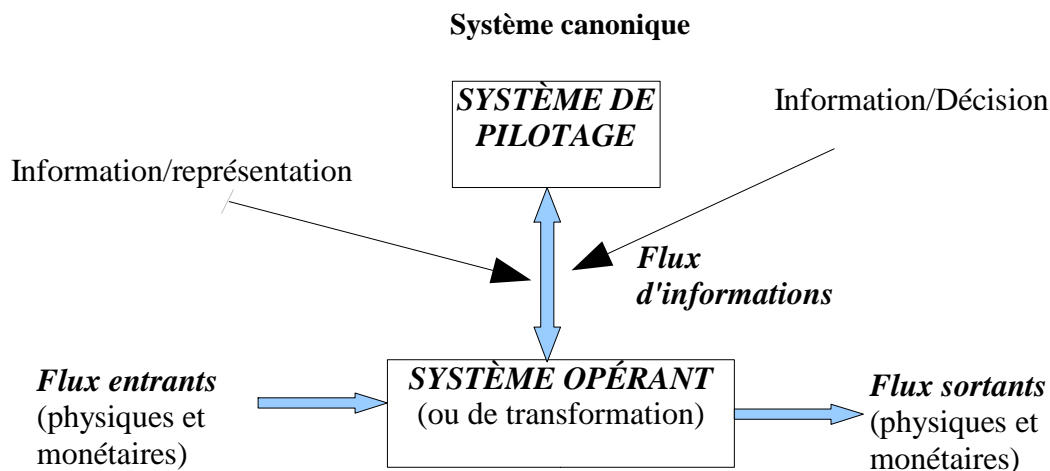 Système canonique
SYSTÈME DE
PILOTAGE
Information/Décision
Information/représentation
Flux
d'informations
Flux entrants
(physiques et
monétaires)
SYSTÈME OPÉRANT
(ou de transformation)
Flux sortants
(physiques et
monétaires)